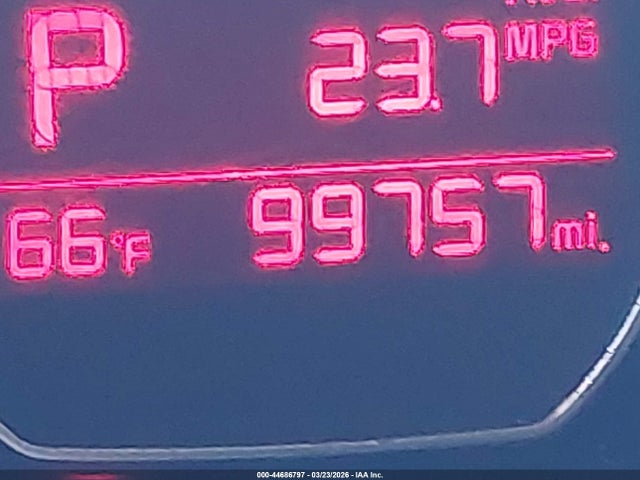 P 23.7 MPG
66°F 99757 mi.
000-44686797 - 03/23/2026 - IAA Inc.